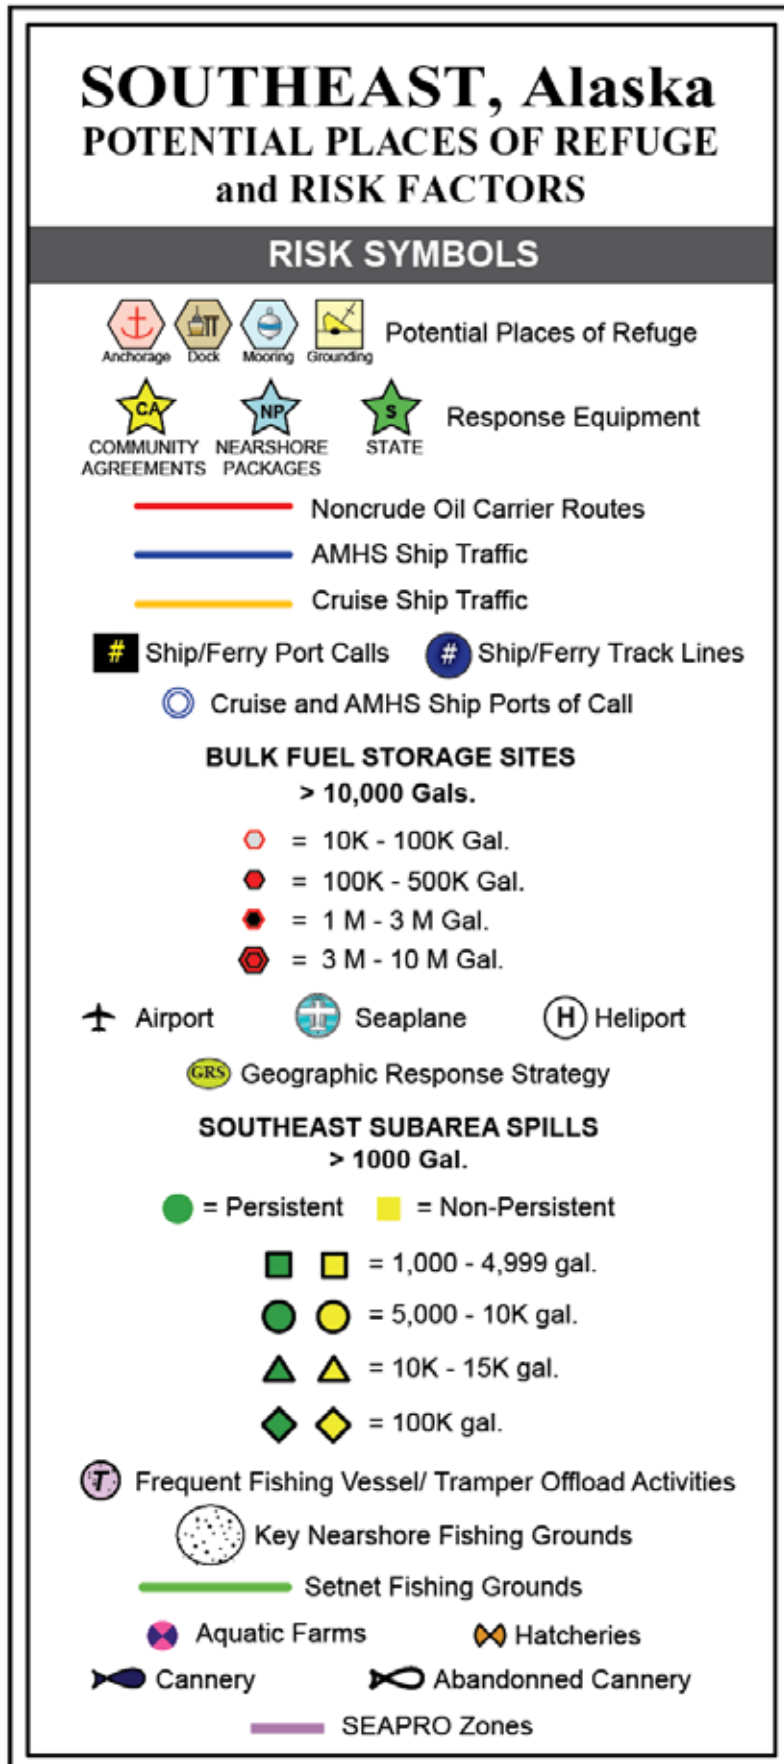 SOUTHEAST, Alaska
POTENTIAL PLACES OF REFUGE
and RISK FACTORS
RISK SYMBOLS
Anchorage Dock Mooring Grounding Potential Places of Refuge
CA NP S Response Equipment
COMMUNITY AGREEMENTS NEARSHORE PACKAGES STATE
Noncrude Oil Carrier Routes
AMHS Ship Traffic
Cruise Ship Traffic
# Ship/Ferry Port Calls # Ship/Ferry Track Lines
Cruise and AMHS Ship Ports of Call
BULK FUEL STORAGE SITES
> 10,000 Gals.
= 10K - 100K Gal.
= 100K - 500K Gal.
= 1 M - 3 M Gal.
= 3 M - 10 M Gal.
Airport Seaplane H Heliport
GRS Geographic Response Strategy
SOUTHEAST SUBAREA SPILLS
> 1000 Gal.
= Persistent = Non-Persistent
= 1,000 - 4,999 gal.
= 5,000 - 10K gal.
= 10K - 15K gal.
= 100K gal.
T Frequent Fishing Vessel/ Tramper Offload Activities
Key Nearshore Fishing Grounds
Setnet Fishing Grounds
Aquatic Farms Hatcheries
Cannery Abandonned Cannery
SEAPRO Zones